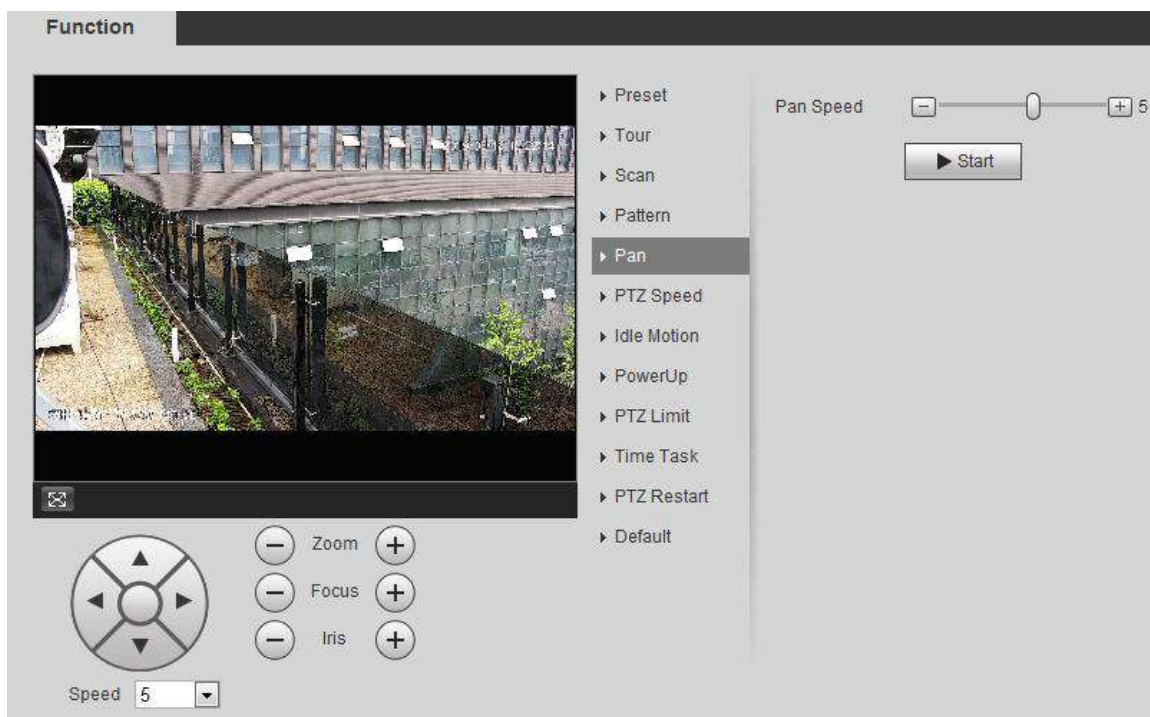 Function
Preset
Tour
Scan
Pattern
Pan
PTZ Speed
Idle Motion
PowerUp
PTZ Limit
Time Task
PTZ Restart
Default
Pan Speed 5
Start
Zoom
Focus
Iris
Speed 5